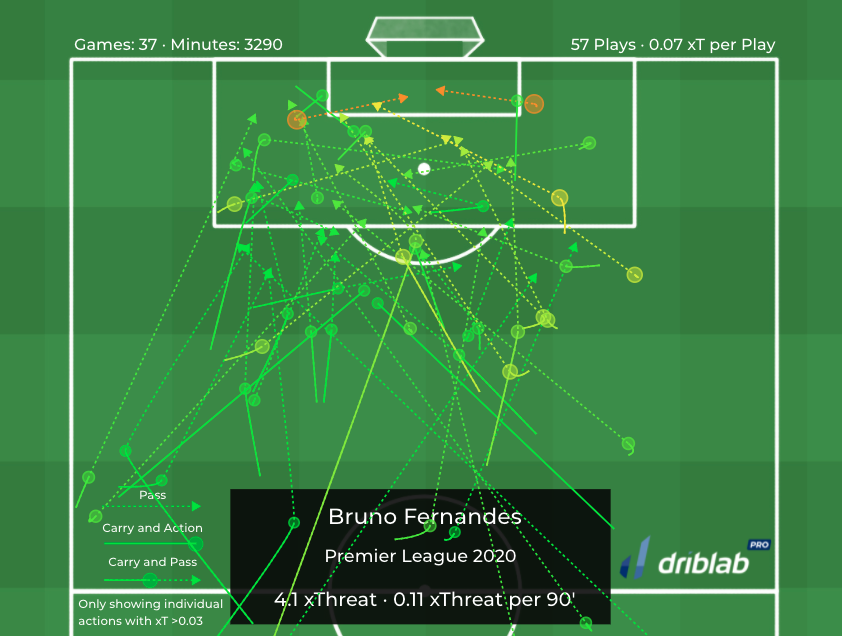 Games: 37 · Minutes: 3290
57 Plays · 0.07 xT per Play
Pass
Carry and Action
Carry and Pass
Only showing individual
actions with xT >0.03
Bruno Fernandes
Premier League 2020
4.1 xThreat · 0.11 xThreat per 90'
driblab PRO